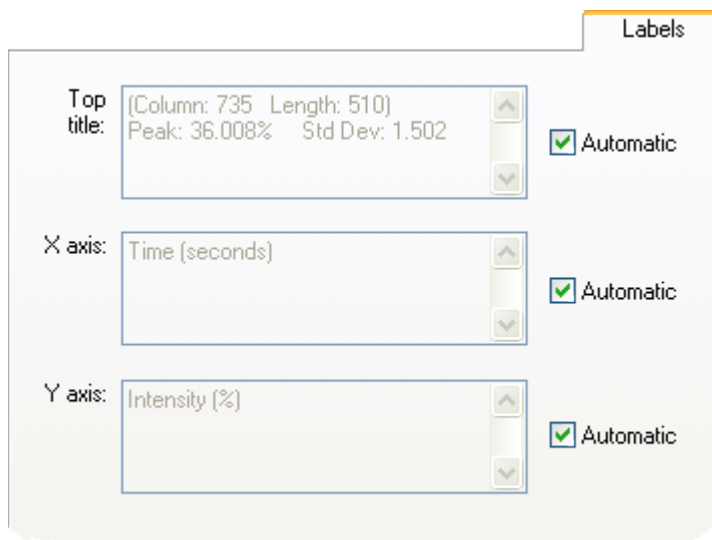 Labels
Top
title:
(Column: 735 Length: 510)
Peak: 36.008% Std Dev: 1.502
Automatic
X axis:
Time (seconds)
Automatic
Y axis:
Intensity (%)
Automatic